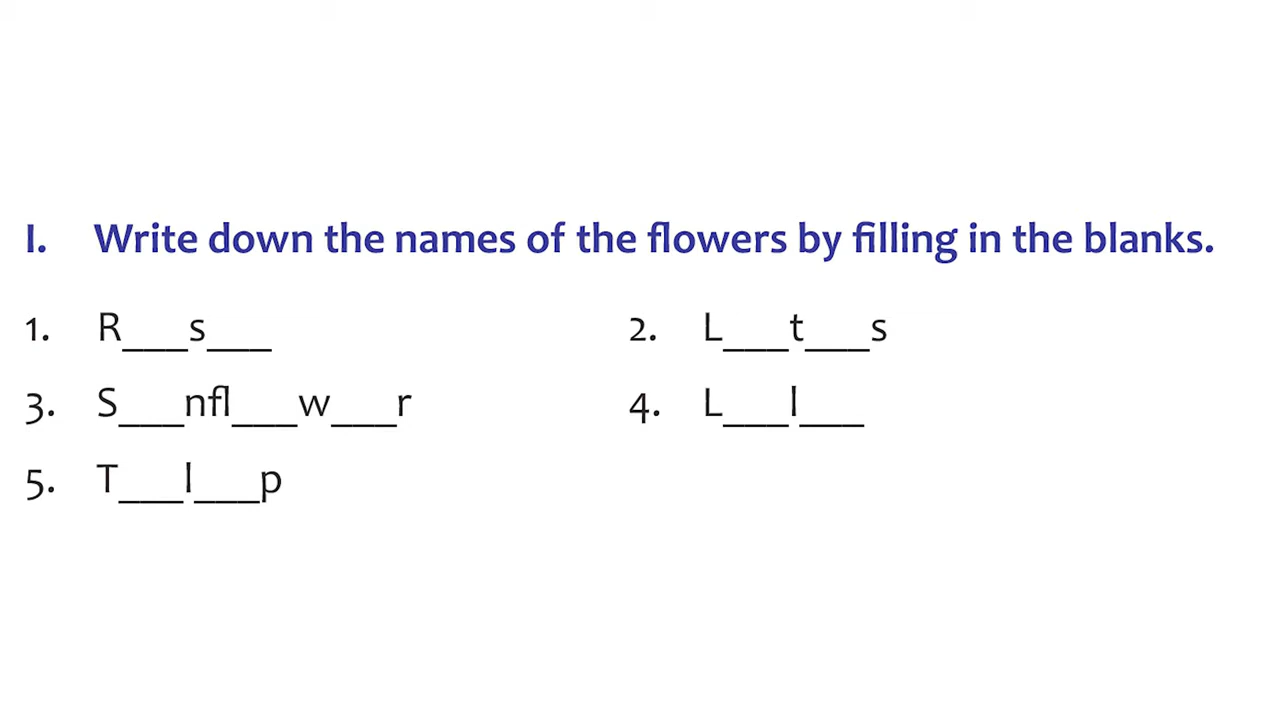 I. Write down the names of the flowers by filling in the blanks.
1. R___s___ 2. L___t___s
3. S___nfl___w___r 4. L___l___
5. T___l___p